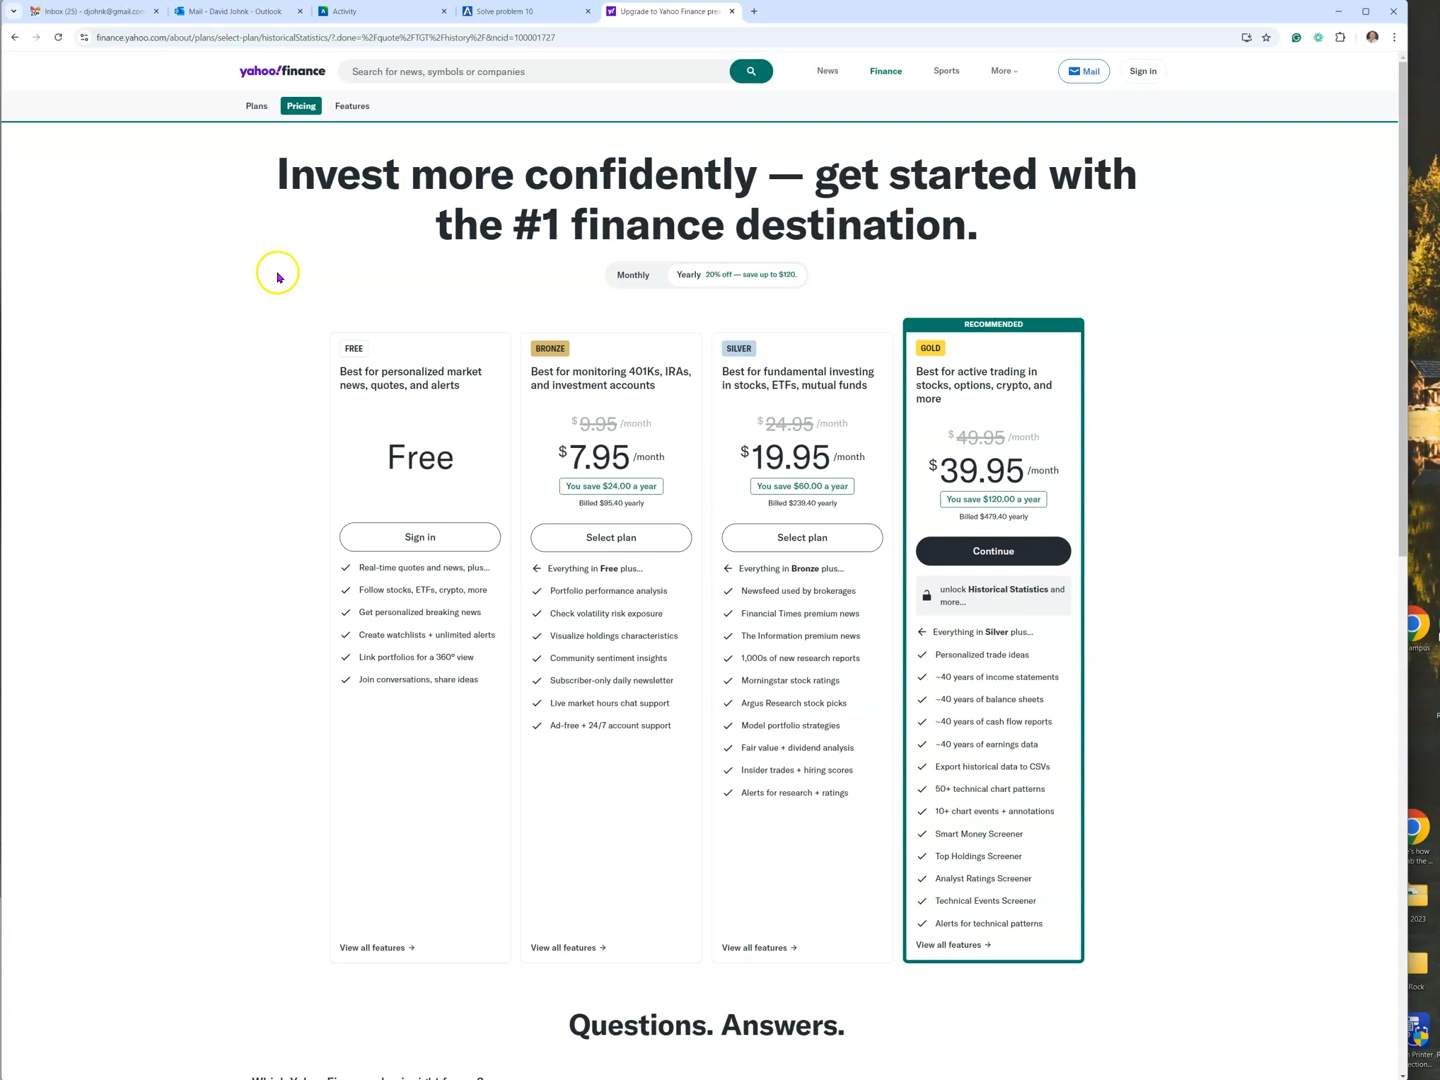 Inbox (25) - djohnk@gmail.com
Mail - David Johnk - Outlook
Activity
Solve problem 10
Upgrade to Yahoo Finance pre
finance.yahoo.com/about/plans/select-plan/historicalStatistics/?.done=%2Fquote%2FTGT%2Fhistory%2F&ncid=100001727
yahoo!finance
Search for news, symbols or companies
News
Finance
Sports
More
Mail
Sign in
Plans
Pricing
Features
Invest more confidently — get started with
the #1 finance destination.
Monthly
Yearly 20% off — save up to $120.
FREE
Best for personalized market
news, quotes, and alerts
Free
Sign in
Real-time quotes and news, plus...
Follow stocks, ETFs, crypto, more
Get personalized breaking news
Create watchlists + unlimited alerts
Link portfolios for a 360° view
Join conversations, share ideas
View all features →
BRONZE
Best for monitoring 401Ks, IRAs,
and investment accounts
$9.95/month
$7.95/month
You save $24.00 a year
Billed $95.40 yearly
Select plan
← Everything in Free plus...
Portfolio performance analysis
Check volatility risk exposure
Visualize holdings characteristics
Community sentiment insights
Subscriber-only daily newsletter
Live market hours chat support
Ad-free + 24/7 account support
View all features →
SILVER
Best for fundamental investing
in stocks, ETFs, mutual funds
$24.95/month
$19.95/month
You save $60.00 a year
Billed $239.40 yearly
Select plan
← Everything in Bronze plus...
Newsfeed used by brokerages
Financial Times premium news
The Information premium news
1,000s of new research reports
Morningstar stock ratings
Argus Research stock picks
Model portfolio strategies
Fair value + dividend analysis
Insider trades + hiring scores
Alerts for research + ratings
View all features →
RECOMMENDED
GOLD
Best for active trading in
stocks, options, crypto, and
more
$49.95/month
$39.95/month
You save $120.00 a year
Billed $479.40 yearly
Continue
unlock Historical Statistics and
more...
← Everything in Silver plus...
Personalized trade ideas
~40 years of income statements
~40 years of balance sheets
~40 years of cash flow reports
~40 years of earnings data
Export historical data to CSVs
50+ technical chart patterns
10+ chart events + annotations
Smart Money Screener
Top Holdings Screener
Analyst Ratings Screener
Technical Events Screener
Alerts for technical patterns
View all features →
Questions. Answers.
ampus
's how
b the ...
2023
Rock
Printer
ection...